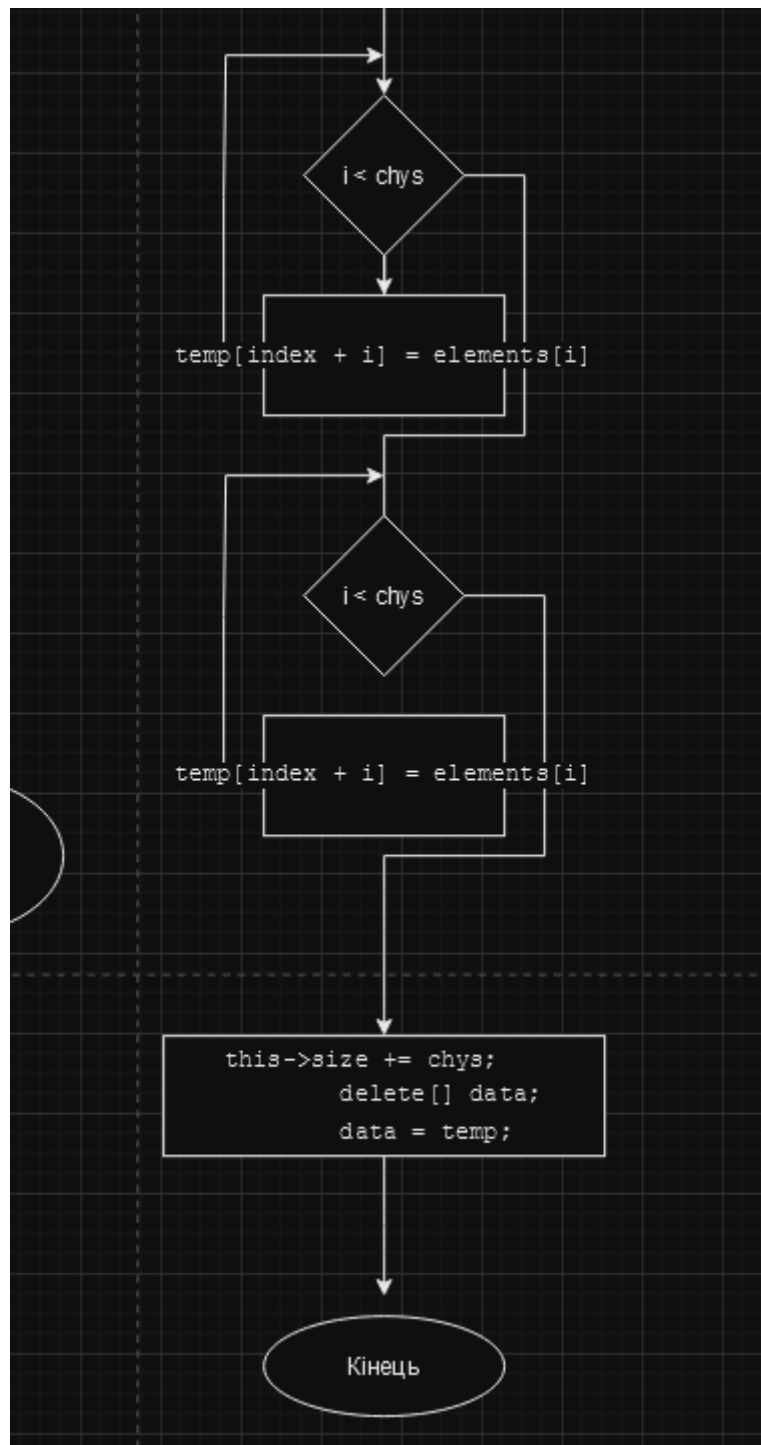 i < chys
temp[index + i] = elements[i]
i < chys
temp[index + i] = elements[i]
this->size += chys;
delete[] data;
data = temp;
Кінець